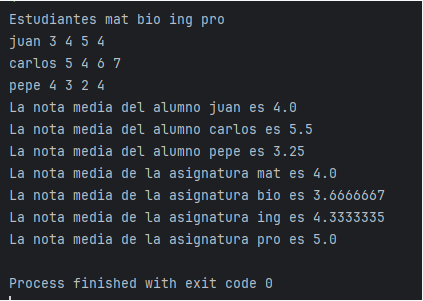 Estudiantes mat bio ing pro
juan 3 4 5 4
carlos 5 4 6 7
pepe 4 3 2 4
La nota media del alumno juan es 4.0
La nota media del alumno carlos es 5.5
La nota media del alumno pepe es 3.25
La nota media de la asignatura mat es 4.0
La nota media de la asignatura bio es 3.6666667
La nota media de la asignatura ing es 4.3333335
La nota media de la asignatura pro es 5.0
Process finished with exit code 0